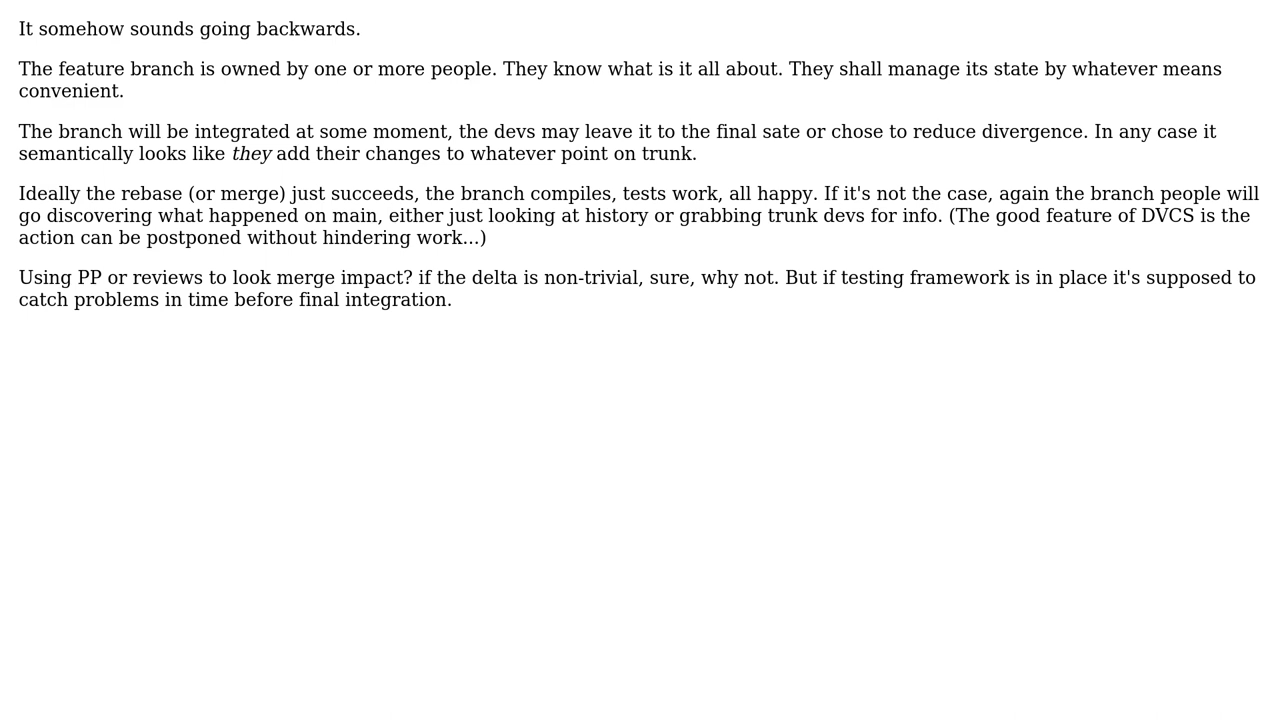 It somehow sounds going backwards.
The feature branch is owned by one or more people. They know what is it all about. They shall manage its state by whatever means
convenient.
The branch will be integrated at some moment, the devs may leave it to the final sate or chose to reduce divergence. In any case it
semantically looks like they add their changes to whatever point on trunk.
Ideally the rebase (or merge) just succeeds, the branch compiles, tests work, all happy. If it's not the case, again the branch people will
go discovering what happened on main, either just looking at history or grabbing trunk devs for info. (The good feature of DVCS is the
action can be postponed without hindering work...)
Using PP or reviews to look merge impact? if the delta is non-trivial, sure, why not. But if testing framework is in place it's supposed to
catch problems in time before final integration.